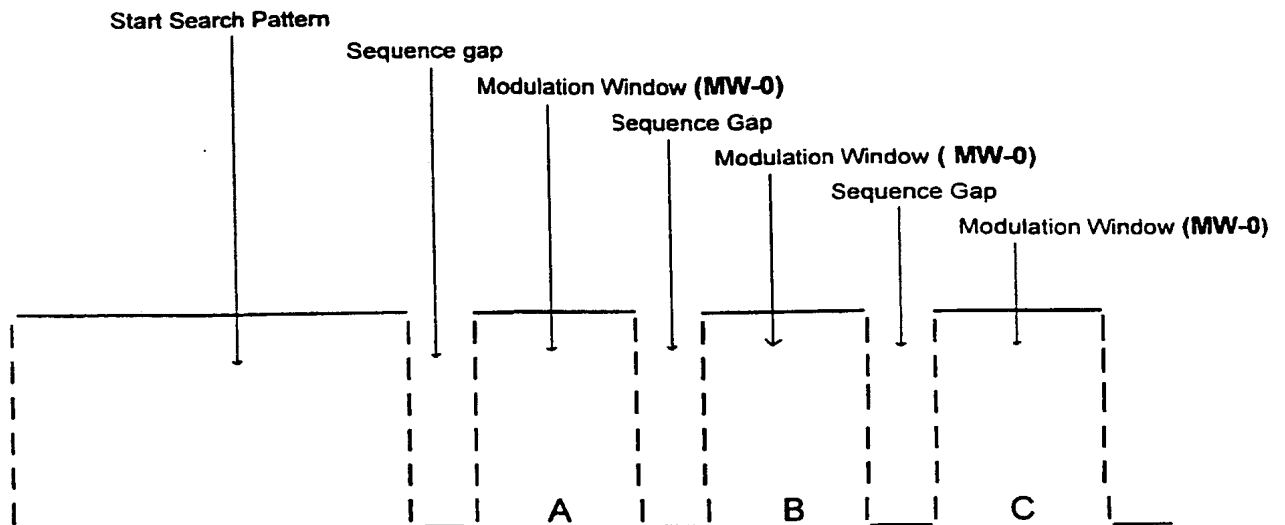 Start Search Pattern
Sequence gap
Modulation Window (MW-0)
Sequence Gap
Modulation Window ( MW-0)
Sequence Gap
Modulation Window (MW-0)
A
B
C